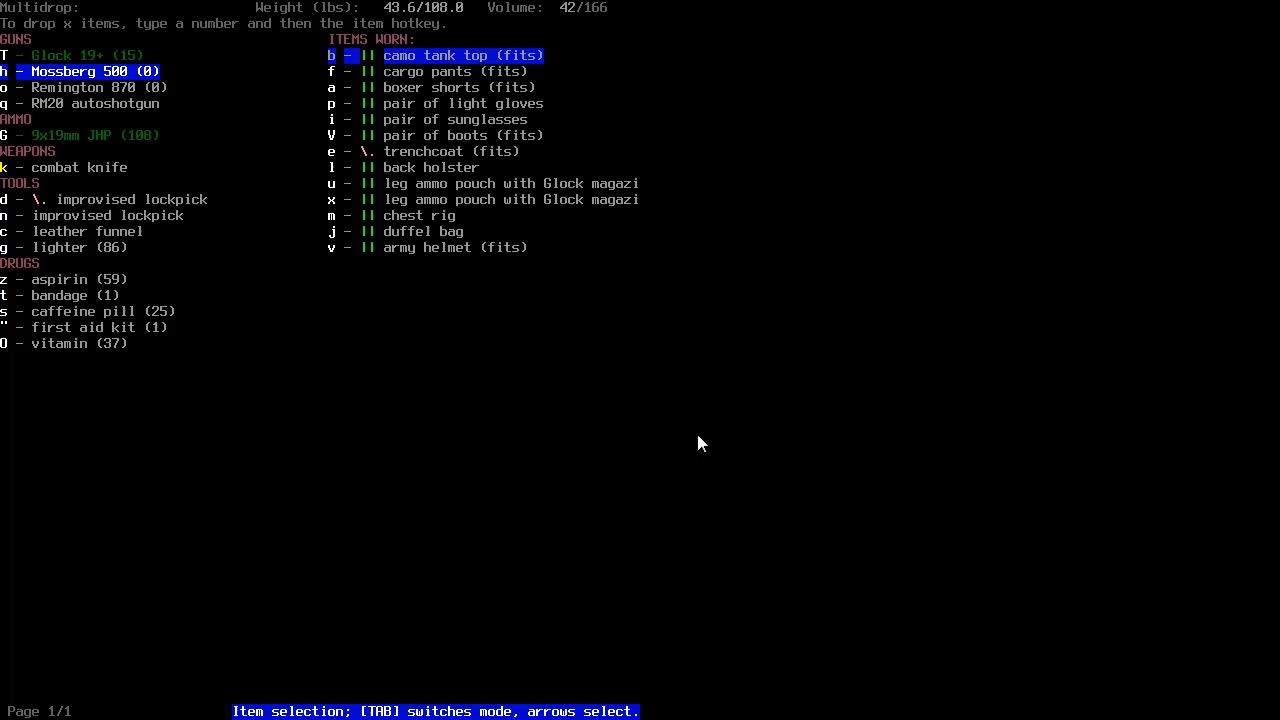 Multidrop: Weight (lbs): 43.6/108.0 Volume: 42/166
To drop x items, type a number and then the item hotkey.
GUNS
T - Glock 19+ (15)
h - Mossberg 500 (0)
o - Remington 870 (0)
q - RM20 autoshotgun
AMMO
G - 9x19mm JHP (108)
WEAPONS
k - combat knife
TOOLS
d - \. improvised lockpick
n - improvised lockpick
c - leather funnel
g - lighter (86)
DRUGS
z - aspirin (59)
t - bandage (1)
s - caffeine pill (25)
" - first aid kit (1)
O - vitamin (37)
ITEMS WORN:
b - || camo tank top (fits)
f - || cargo pants (fits)
a - || boxer shorts (fits)
p - || pair of light gloves
i - || pair of sunglasses
V - || pair of boots (fits)
e - \. trenchcoat (fits)
l - || back holster
u - || leg ammo pouch with Glock magazi
x - || leg ammo pouch with Glock magazi
m - || chest rig
j - || duffel bag
v - || army helmet (fits)
Page 1/1 Item selection; [TAB] switches mode, arrows select.